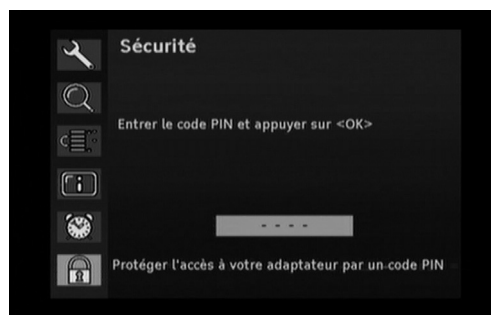 Sécurité
Entrer le code PIN et appuyer sur <OK>
- - - -
Protéger l'accès à votre adaptateur par un code PIN